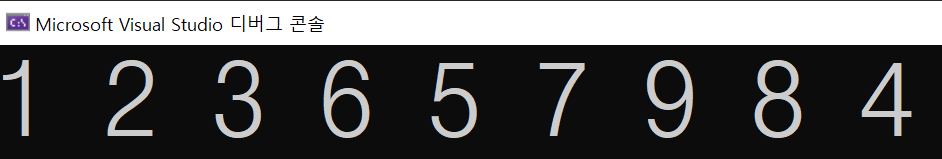 C:\ Microsoft Visual Studio 디버그 콘솔
1 2 3 6 5 7 9 8 4